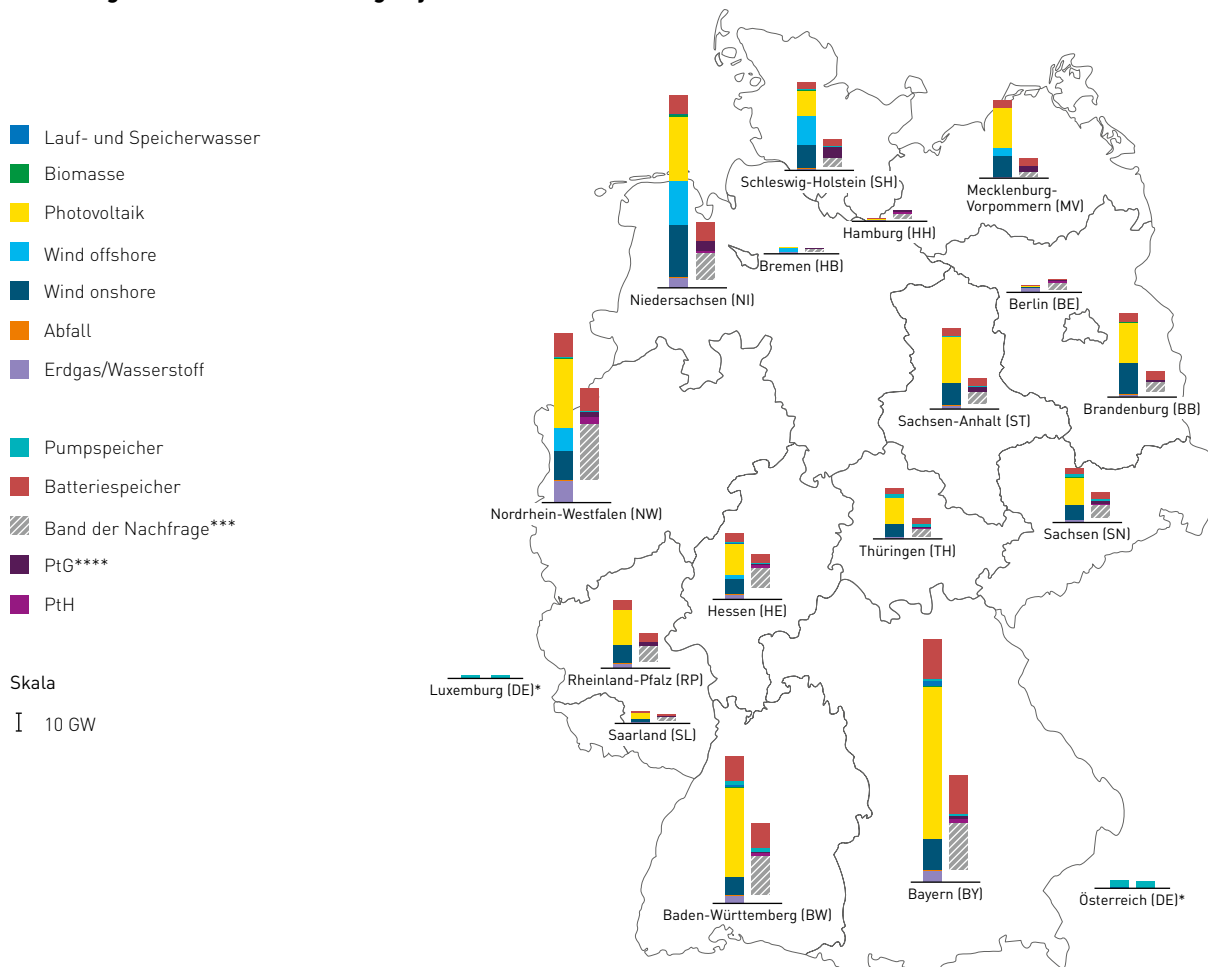 Lauf- und Speicherwasser
Biomasse
Photovoltaik
Wind offshore
Wind onshore
Abfall
Erdgas/Wasserstoff
Pumpspeicher
Batteriespeicher
Band der Nachfrage***
PtG****
PtH
Skala
10 GW
Schleswig-Holstein (SH)
Mecklenburg-
Vorpommern (MV)
Hamburg (HH)
Bremen (HB)
Niedersachsen (NI)
Berlin (BE)
Brandenburg (BB)
Sachsen-Anhalt (ST)
Nordrhein-Westfalen (NW)
Sachsen (SN)
Thüringen (TH)
Hessen (HE)
Rheinland-Pfalz (RP)
Luxemburg (DE)*
Saarland (SL)
Bayern (BY)
Österreich (DE)*
Baden-Württemberg (BW)